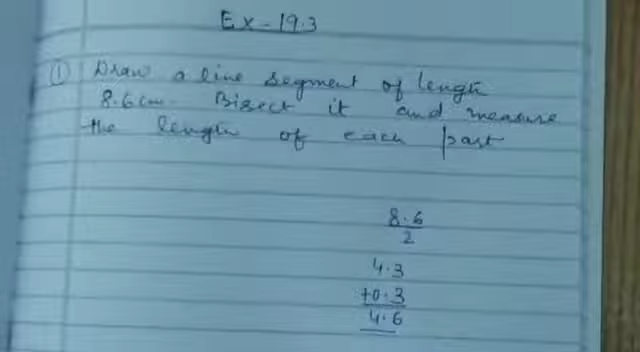 Ex - 19.3
① Draw a line segment of length
8.6cm. Bisect it and measure
the length of each part
8.6
2
4.3
+0.3
4.6